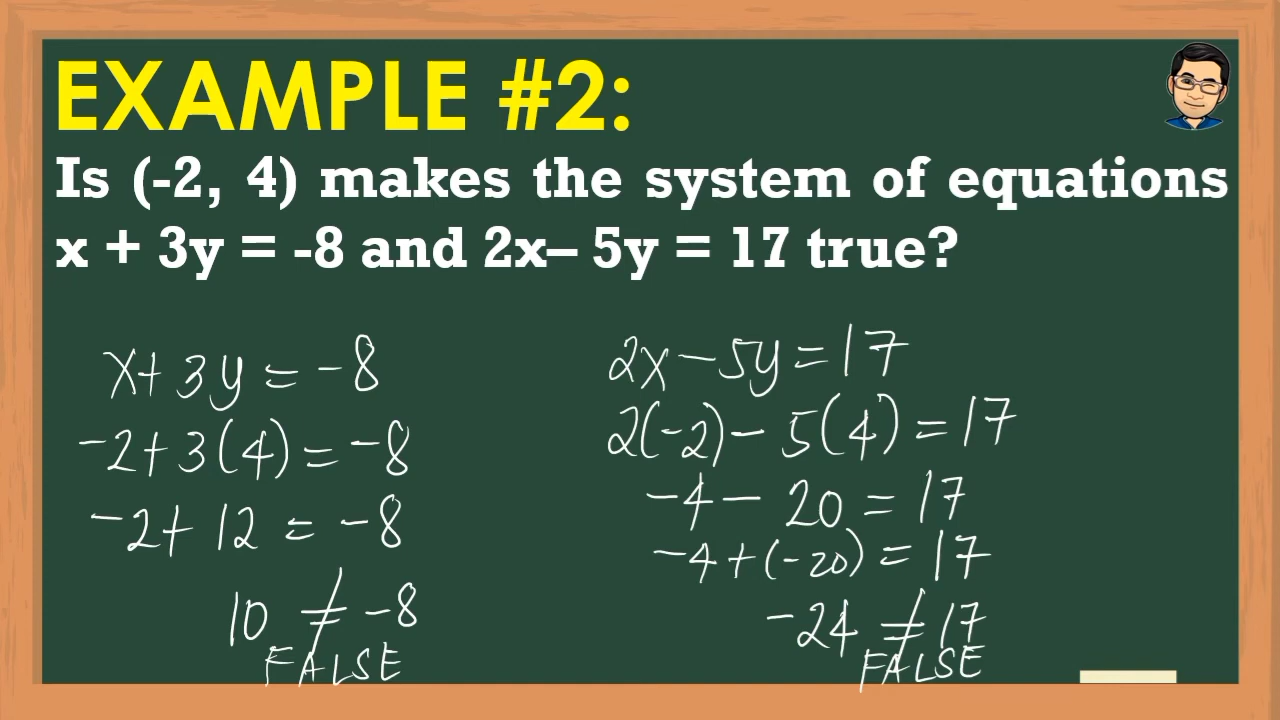 EXAMPLE #2:
Is (-2, 4) makes the system of equations
x + 3y = -8 and 2x– 5y = 17 true?
x + 3y = -8
-2 + 3(4) = -8
-2 + 12 = -8
10 ≠ -8
FALSE
2x - 5y = 17
2(-2) - 5(4) = 17
-4 - 20 = 17
-4 + (-20) = 17
-24 ≠ 17
FALSE